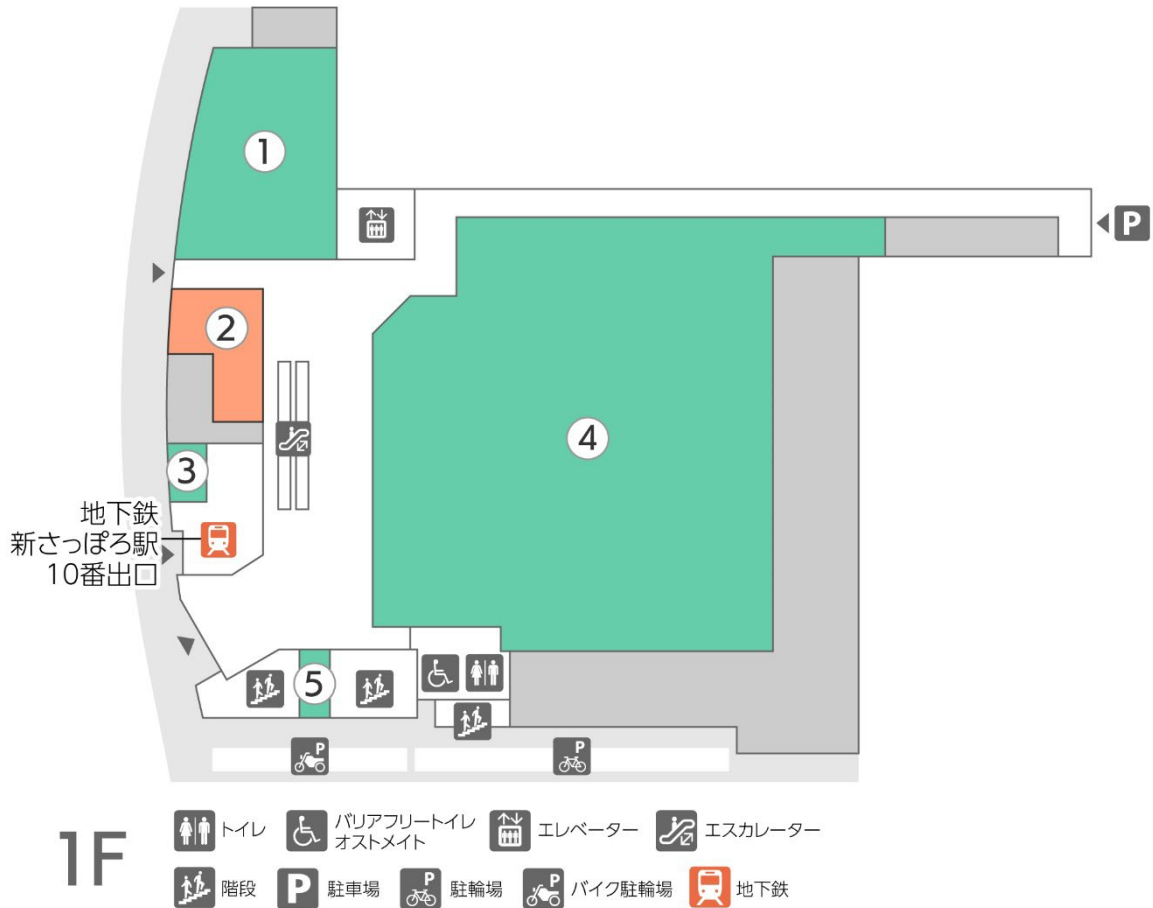 ①
P
②
④
③
地下鉄
新さっぽろ駅
10番出口
⑤
P
P
1F
トイレ
バリアフリートイレ
オストメイト
エレベーター
エスカレーター
階段
P
駐車場
P
駐輪場
P
バイク駐輪場
地下鉄